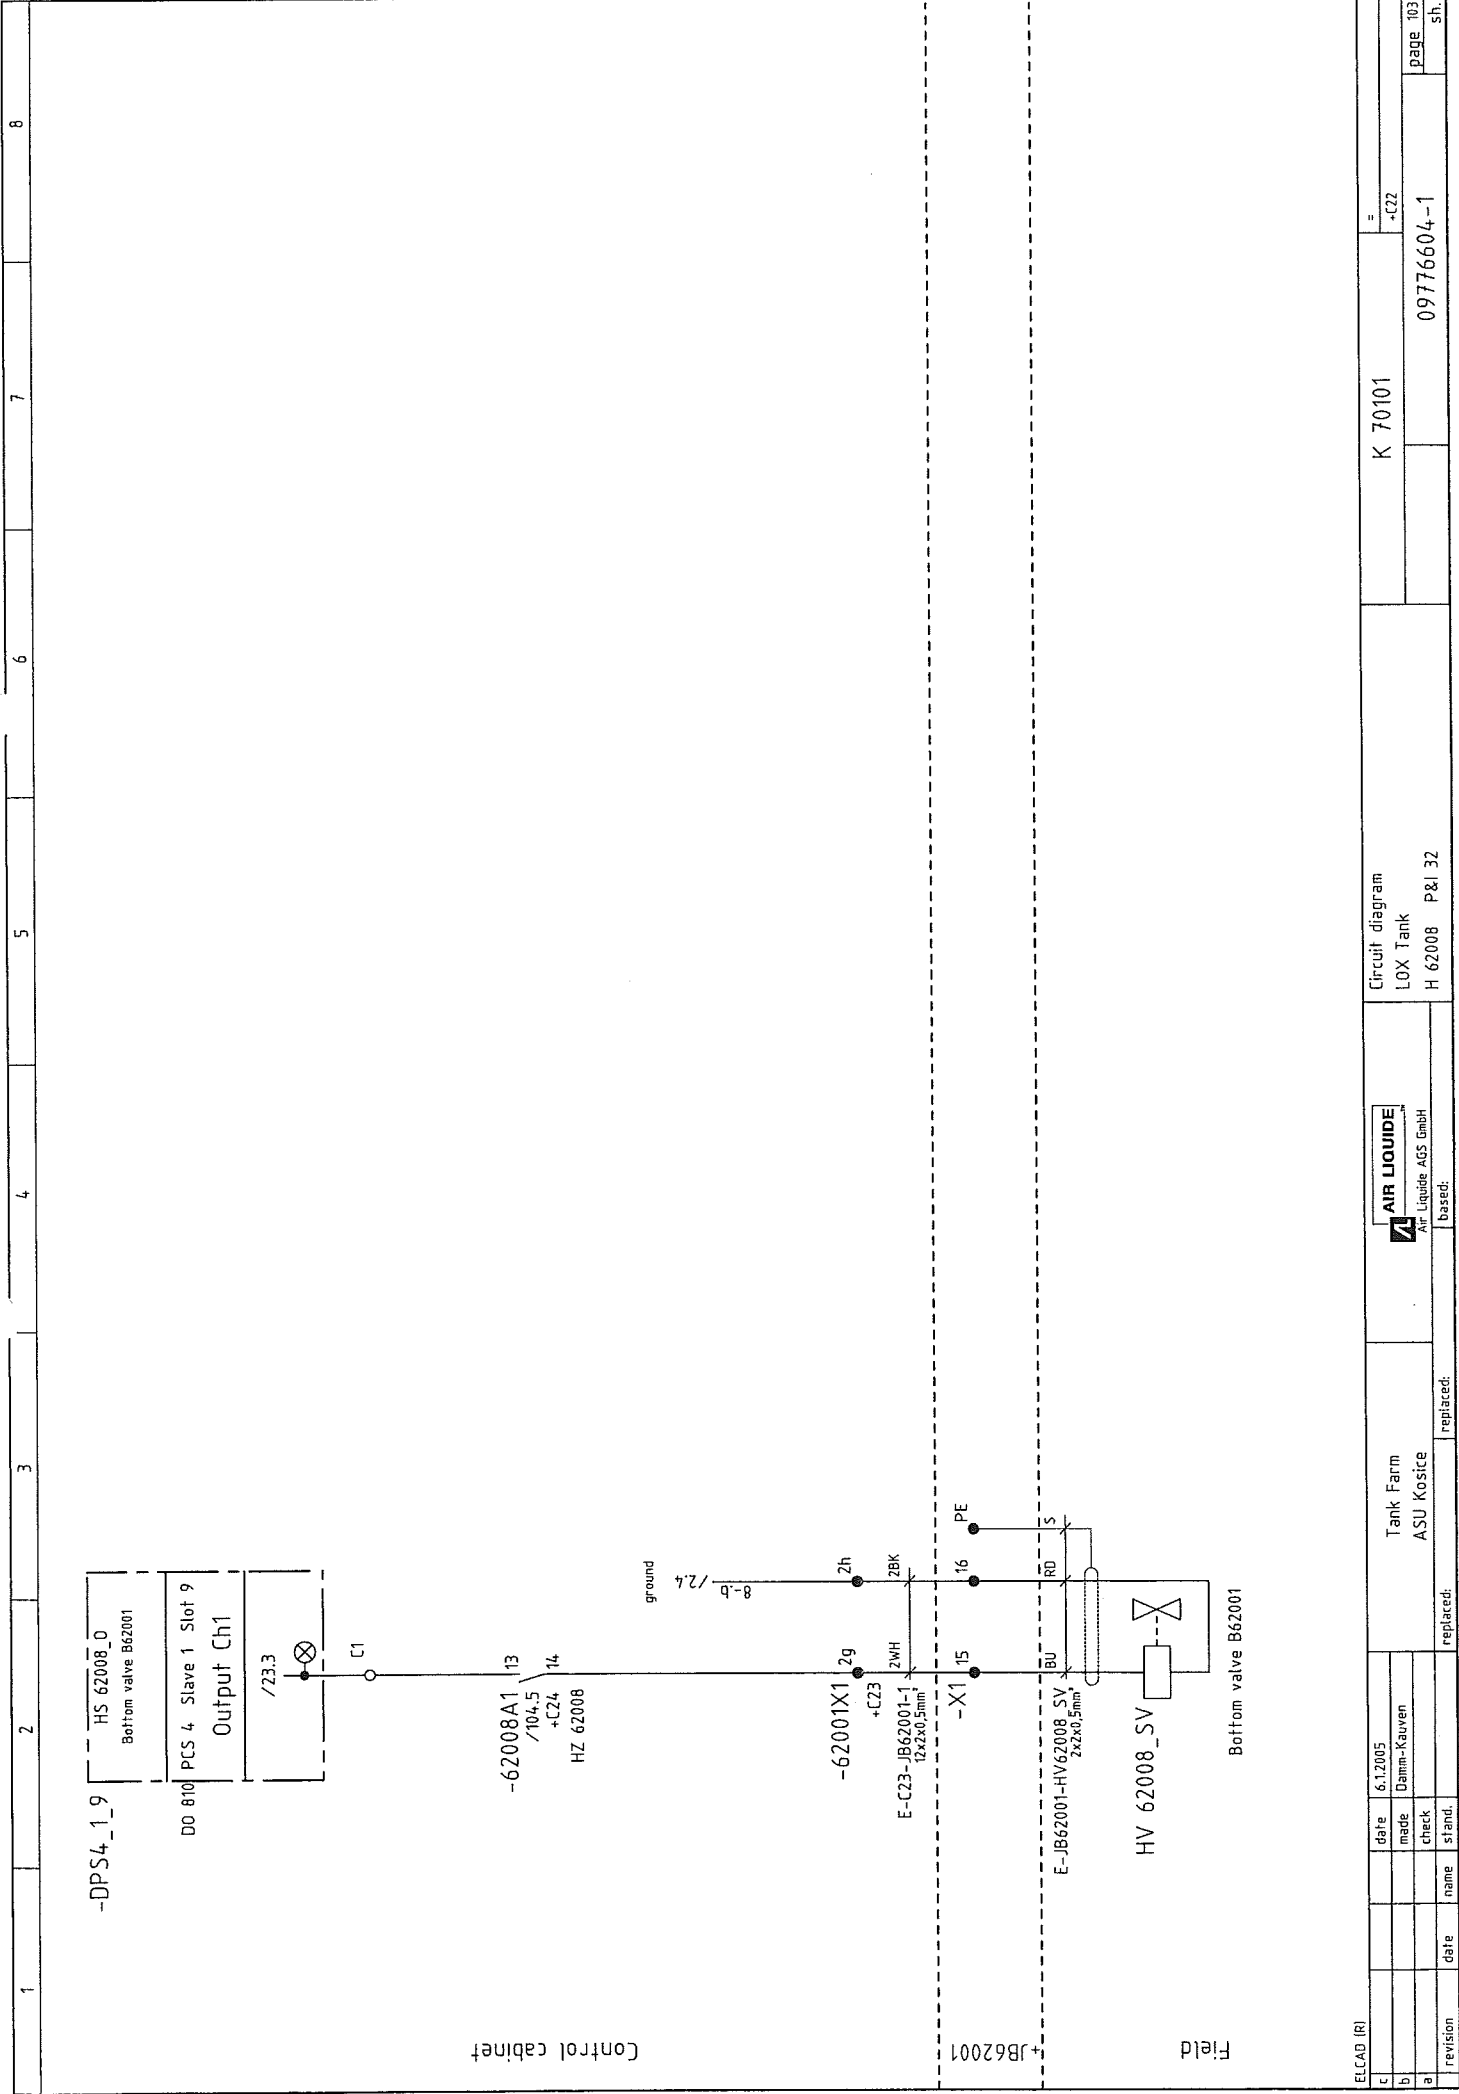 1
2
3
4
5
6
7
8
-DPS4_1_9
HS 62008_O
Bottom valve B62001
DO 810
PCS 4 Slave 1 Slot 9
Output Ch1
/23.3
C1
-62008A1
13
/104.5
14
+C24
HZ 62008
ground
/2.4
8-.b
-62001X1
2g
2h
+C23
2WH
2BK
E-C23-JB62001-1
12x2x0,5mm²
-X1
15
16
PE
BU
RD
S
E-JB62001-HV62008_SV
2x2x0,5mm²
HV 62008_SV
Bottom valve B62001
Control cabinet
+JB62001
Field
ELCAD (R)
c
b
a
revision
date
name
date
6.1.2005
made
Damm-Kauven
check
stand.
Tank Farm
ASU Kosice
replaced:
replaced:
AIR LIQUIDE
™
Air Liquide AGS GmbH
based:
Circuit diagram
LOX Tank
H 62008 P&I 32
K 70101
=
+C22
09776604-1
page 103
sh.